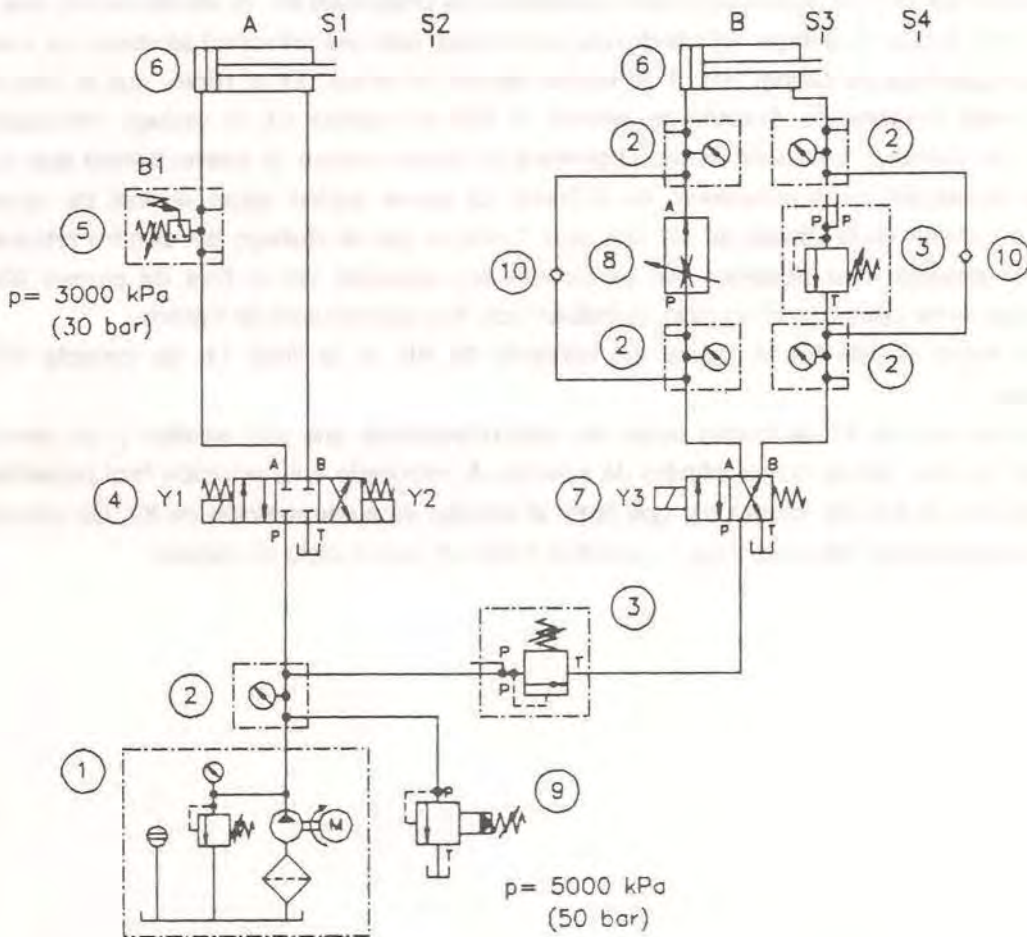 A S1 S2 B S3 S4
6 6
2 2
B1
5
A P P
10 8 3 10
P T
p= 3000 kPa
(30 bar)
2 2
A B A B
4 Y1 Y2 7 Y3
P T P
3
P T
2 P
1
P 9
M
T
p= 5000 kPa
(50 bar)